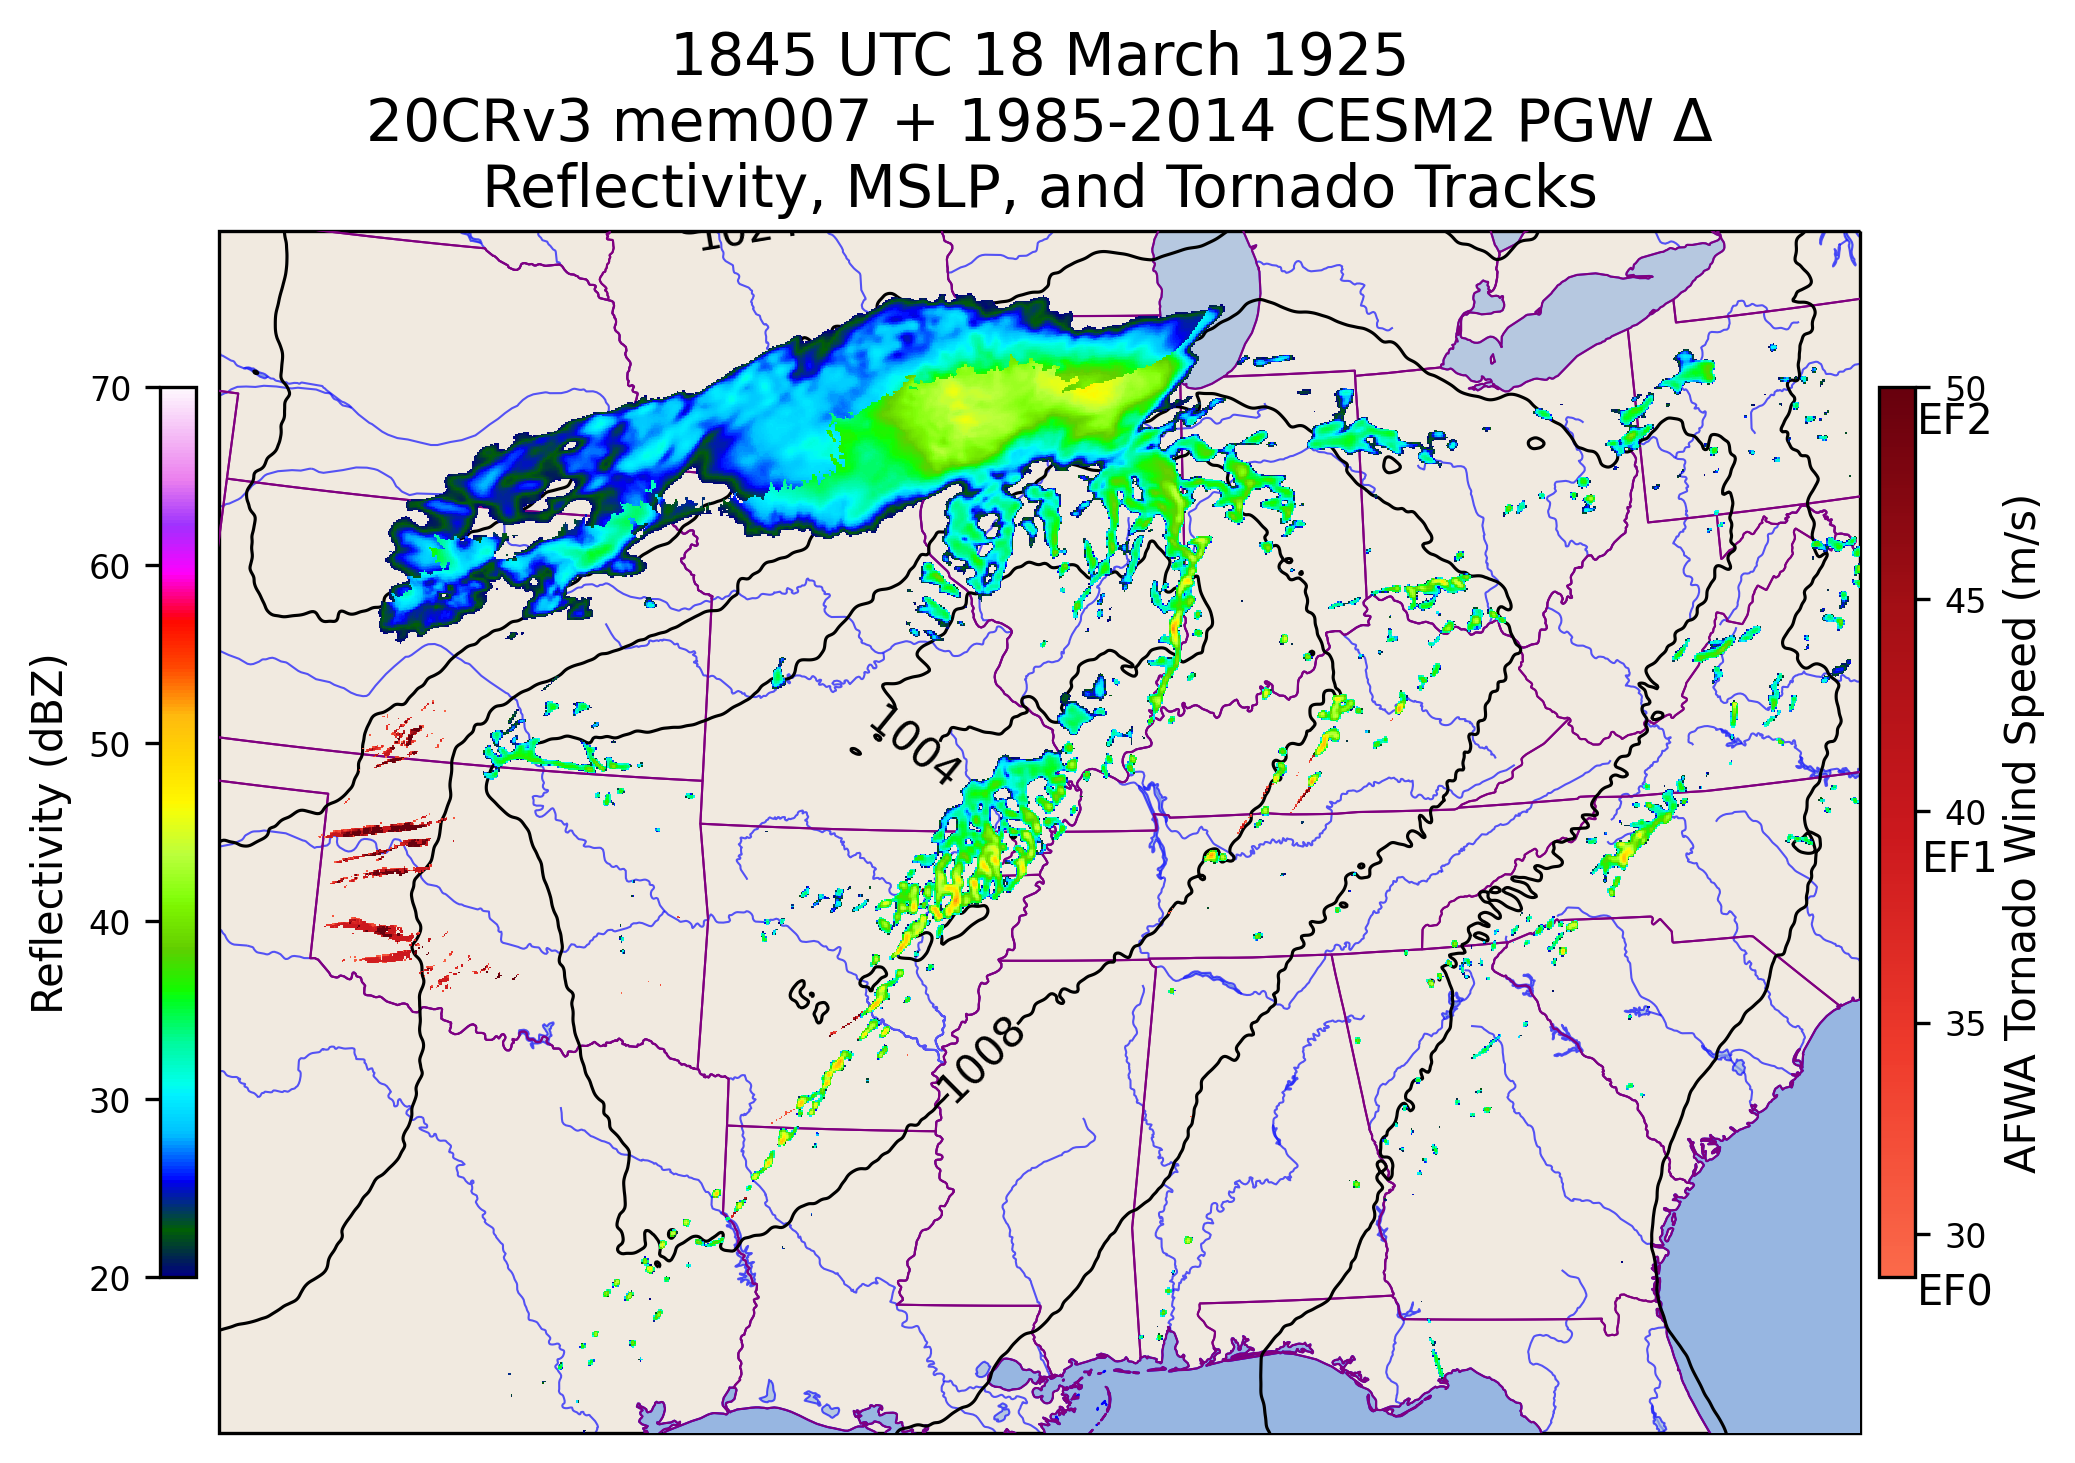 1845 UTC 18 March 1925
20CRv3 mem007 + 1985-2014 CESM2 PGW Δ
Reflectivity, MSLP, and Tornado Tracks
70
60
50
40
30
20
Reflectivity (dBZ)
1004
1008
50
EF2
45
40
EF1
35
30
EF0
AFWA Tornado Wind Speed (m/s)